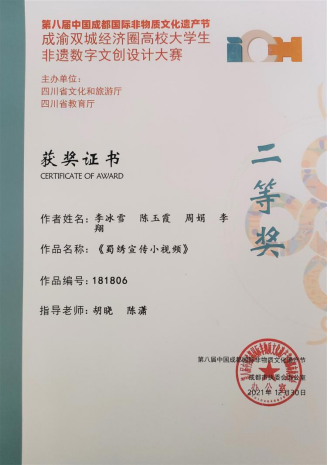 第八届中国成都国际非物质文化遗产节
成渝双城经济圈高校大学生
非遗数字文创设计大赛
主办单位:
四川省文化和旅游厅
四川省教育厅
二等奖
获奖证书
CERTIFICATE OF AWARD
作者姓名: 李冰雪 陈玉霞 周娟 李
翔
作品名称:《蜀绣宣传小视频》
作品编号: 181806
指导老师: 胡晓 陈潇
第八届中国成都国际非物质文化遗产节
2021年12月30日